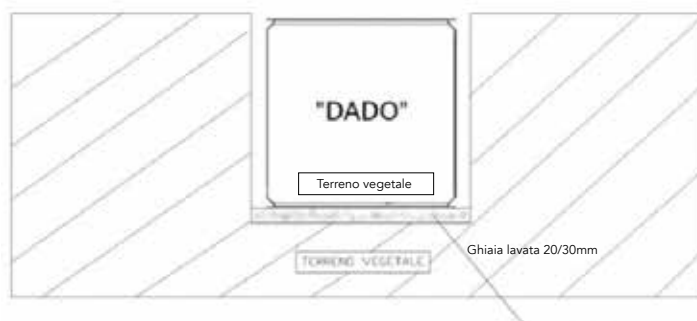 "DADO"
Terreno vegetale
Ghiaia lavata 20/30mm
TERRENO VEGETALE